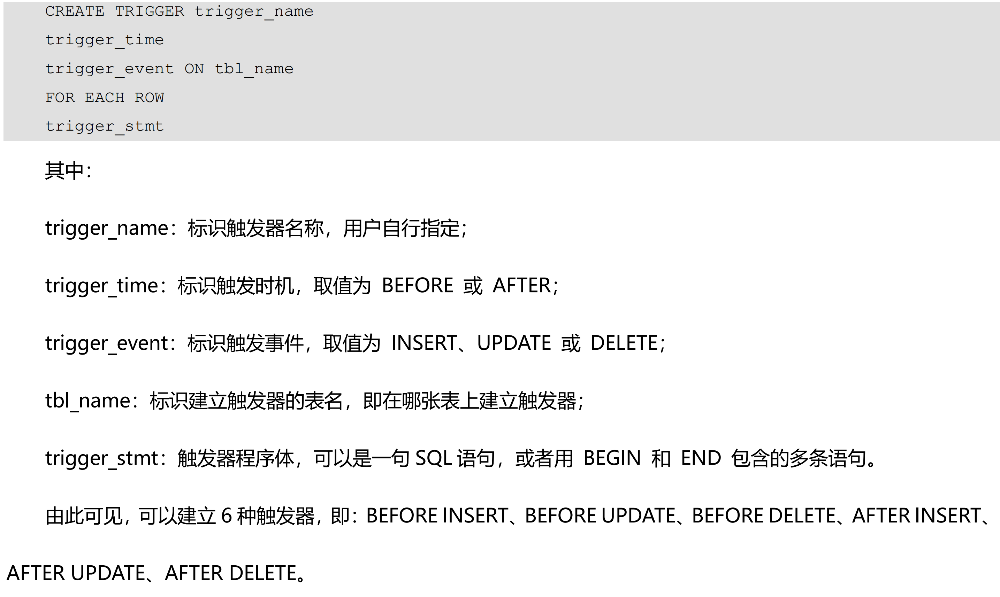 CREATE TRIGGER trigger_name
trigger_time
trigger_event ON tbl_name
FOR EACH ROW
trigger_stmt
其中：
trigger_name：标识触发器名称，用户自行指定；
trigger_time：标识触发时机，取值为 BEFORE 或 AFTER；
trigger_event：标识触发事件，取值为 INSERT、UPDATE 或 DELETE；
tbl_name：标识建立触发器的表名，即在哪张表上建立触发器；
trigger_stmt：触发器程序体，可以是一句 SQL 语句，或者用 BEGIN 和 END 包含的多条语句。
由此可见，可以建立 6 种触发器，即：BEFORE INSERT、BEFORE UPDATE、BEFORE DELETE、AFTER INSERT、
AFTER UPDATE、AFTER DELETE。